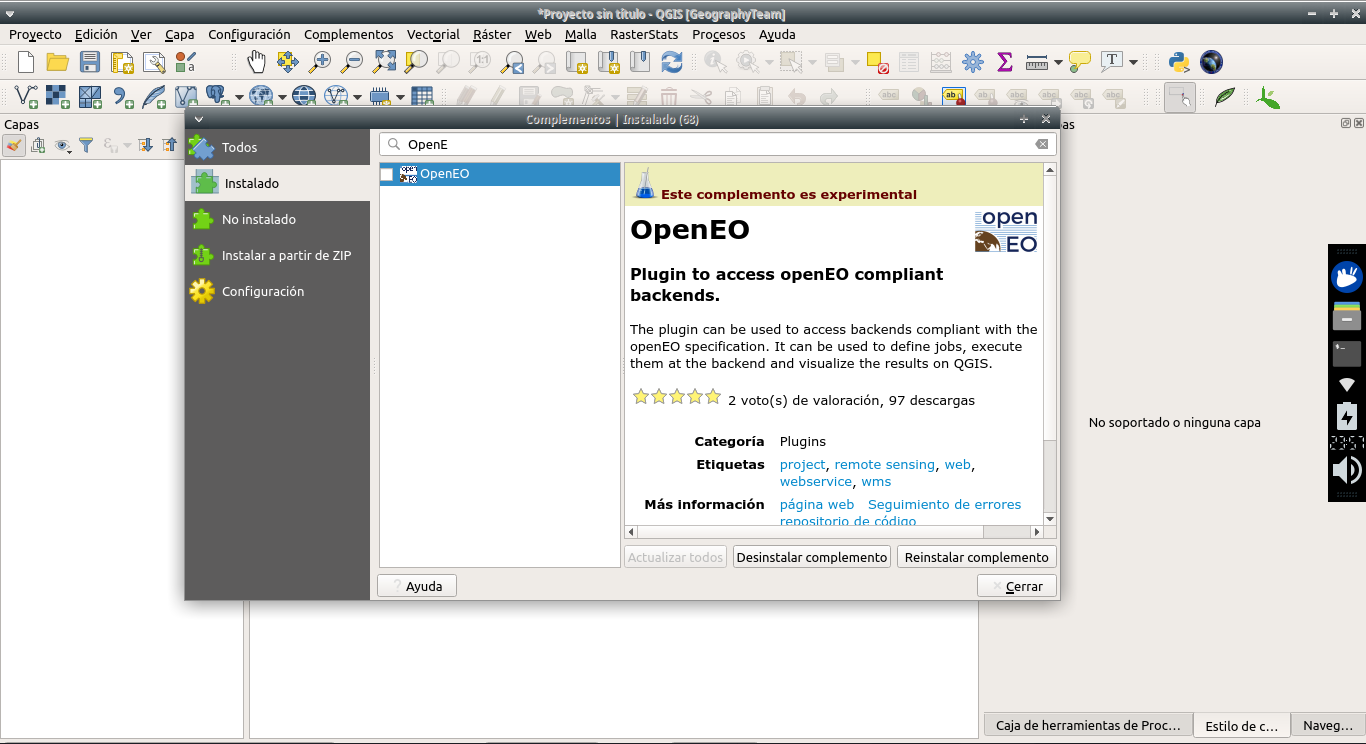 *Proyecto sin título - QGIS [GeographyTeam]
Proyecto Edición Ver Capa Configuración Complementos Vectorial Ráster Web Malla RasterStats Procesos Ayuda
Capas
Complementos | Instalado (68)
as
Todos
Instalado
No instalado
Instalar a partir de ZIP
Configuración
OpenE
OpenEO
Este complemento es experimental
OpenEO
open
EO
Plugin to access openEO compliant
backends.
The plugin can be used to access backends compliant with the
openEO specification. It can be used to define jobs, execute
them at the backend and visualize the results on QGIS.
2 voto(s) de valoración, 97 descargas
Categoría Plugins
Etiquetas project, remote sensing, web,
webservice, wms
Más información página web Seguimiento de errores
repositorio de código
Actualizar todos Desinstalar complemento Reinstalar complemento
Ayuda Cerrar
No soportado o ninguna capa
Caja de herramientas de Proc... Estilo de c... Naveg...